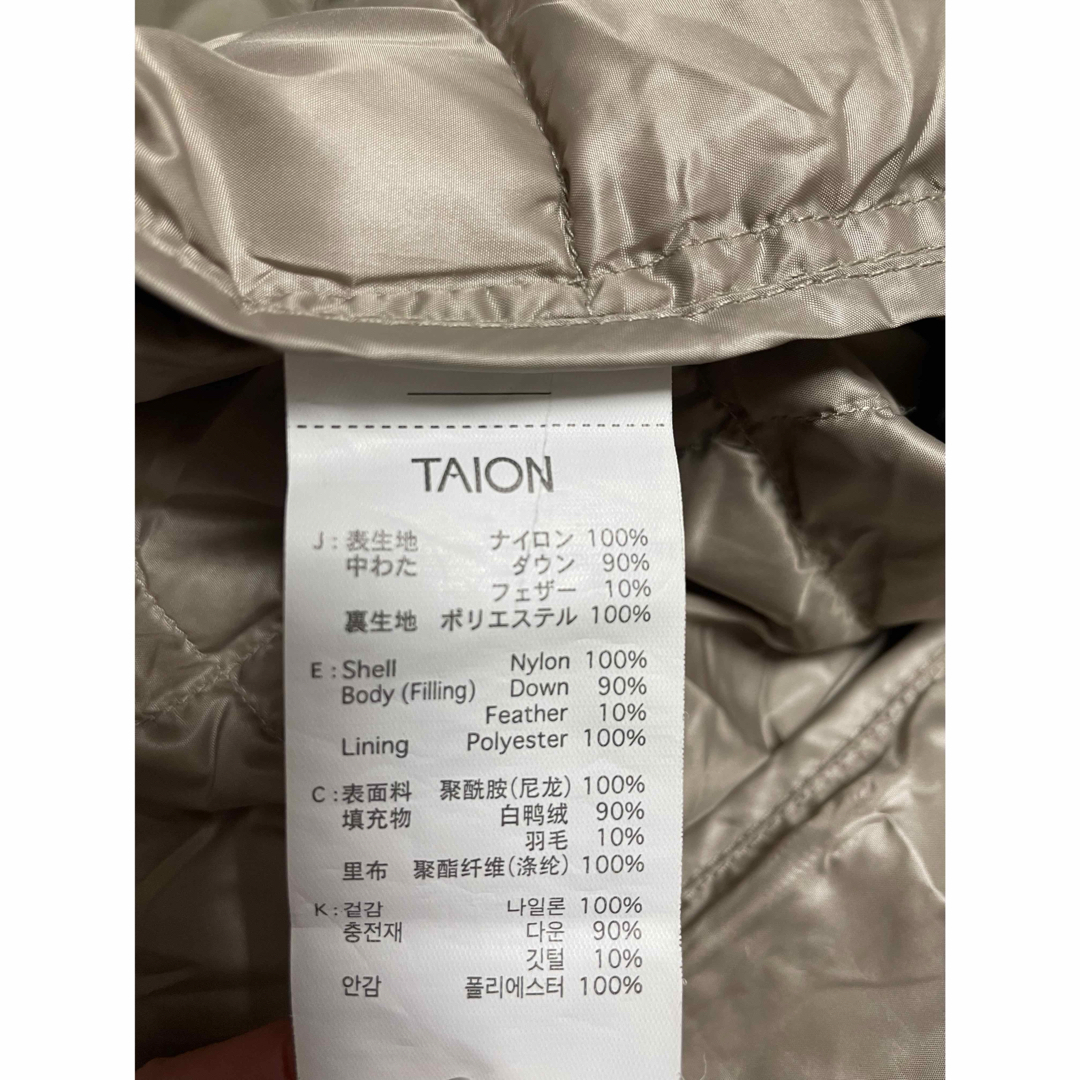 TAION
J : 表生地 ナイロン 100%
中わた ダウン 90%
フェザー 10%
裏生地 ポリエステル 100%
E : Shell Nylon 100%
Body (Filling) Down 90%
Feather 10%
Lining Polyester 100%
C : 表面料 聚酰胺(尼龙) 100%
填充物 白鸭绒 90%
羽毛 10%
里布 聚酯纤维(涤纶) 100%
K : 겉감 나일론 100%
충전재 다운 90%
깃털 10%
안감 폴리에스터 100%